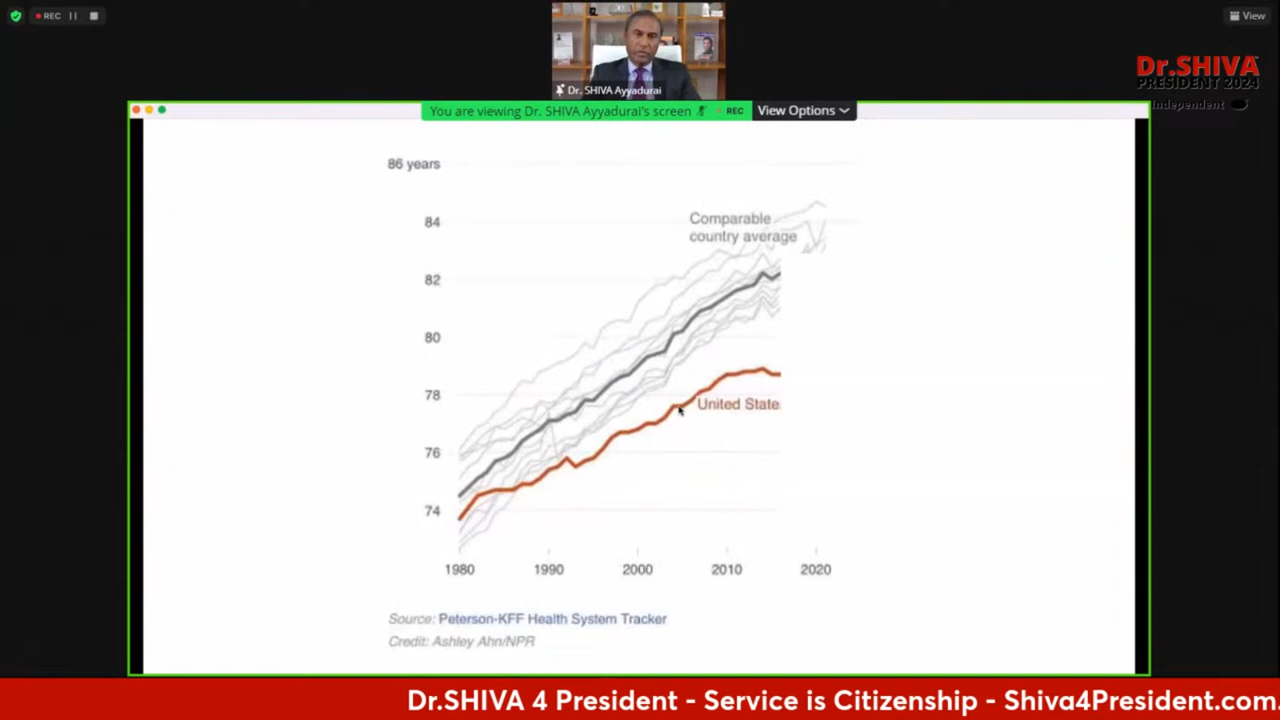 REC
View
Dr. SHIVA Ayyadurai
Dr.SHIVA
PRESIDENT 2024
Independent
You are viewing Dr. SHIVA Ayyadurai's screen
REC
View Options
86 years
84
82
80
78
76
74
Comparable
country average
United State
1980 1990 2000 2010 2020
Source: Peterson-KFF Health System Tracker
Credit: Ashley Ahn/NPR
Dr.SHIVA 4 President - Service is Citizenship - Shiva4President.com.